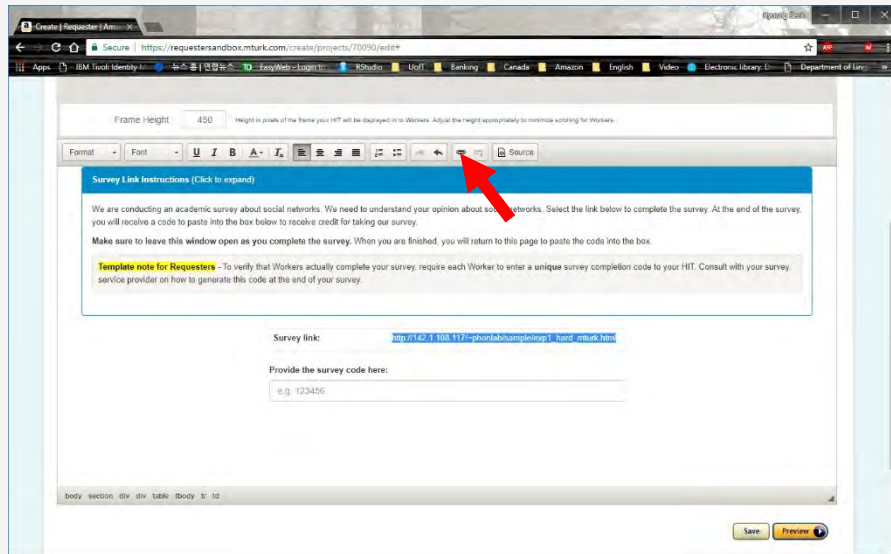 Create | Requester | Am
Secure | https://requestersandbox.mturk.com/create/projects/70090/edit#
Apps IBM Tivoli Identity 뉴스 홈 | 연합뉴스 EasyWeb - Login RStudio UofT Banking Canada Amazon English Video Electronic library. Department of Ling »
Frame Height 450 Height in pixels of the frame your HIT will be displayed in to Workers. Adjust the height appropriately to minimize scrolling for Workers.
Format Font U I B A Source
Survey Link Instructions (Click to expand)
We are conducting an academic survey about social networks. We need to understand your opinion about social networks. Select the link below to complete the survey. At the end of the survey,
you will receive a code to paste into the box below to receive credit for taking our survey.
Make sure to leave this window open as you complete the survey. When you are finished, you will return to this page to paste the code into the box.
Template note for Requesters - To verify that Workers actually complete your survey, require each Worker to enter a unique survey completion code to your HIT. Consult with your survey
service provider on how to generate this code at the end of your survey.
Survey link: http://142.1.108.117/~phonlab/sample/exp1_hard_mturk.html
Provide the survey code here:
e.g. 123456
body section div div table tbody tr td
Save Preview